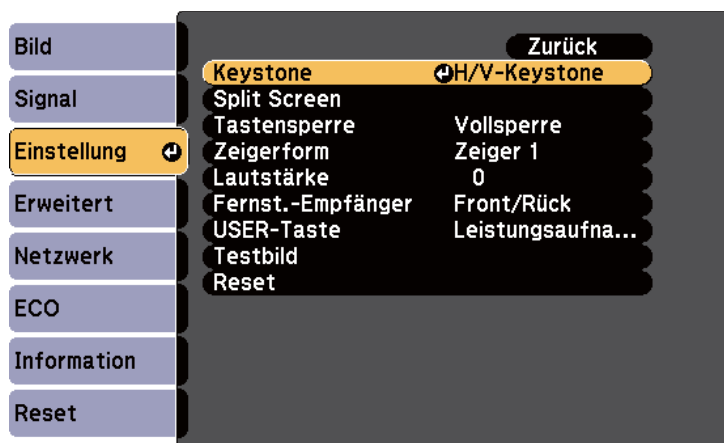 Bild
Signal
Einstellung
Erweitert
Netzwerk
ECO
Information
Reset
Zurück
Keystone H/V-Keystone
Split Screen
Tastensperre Vollsperre
Zeigerform Zeiger 1
Lautstärke 0
Fernst.-Empfänger Front/Rück
USER-Taste Leistungsaufna...
Testbild
Reset